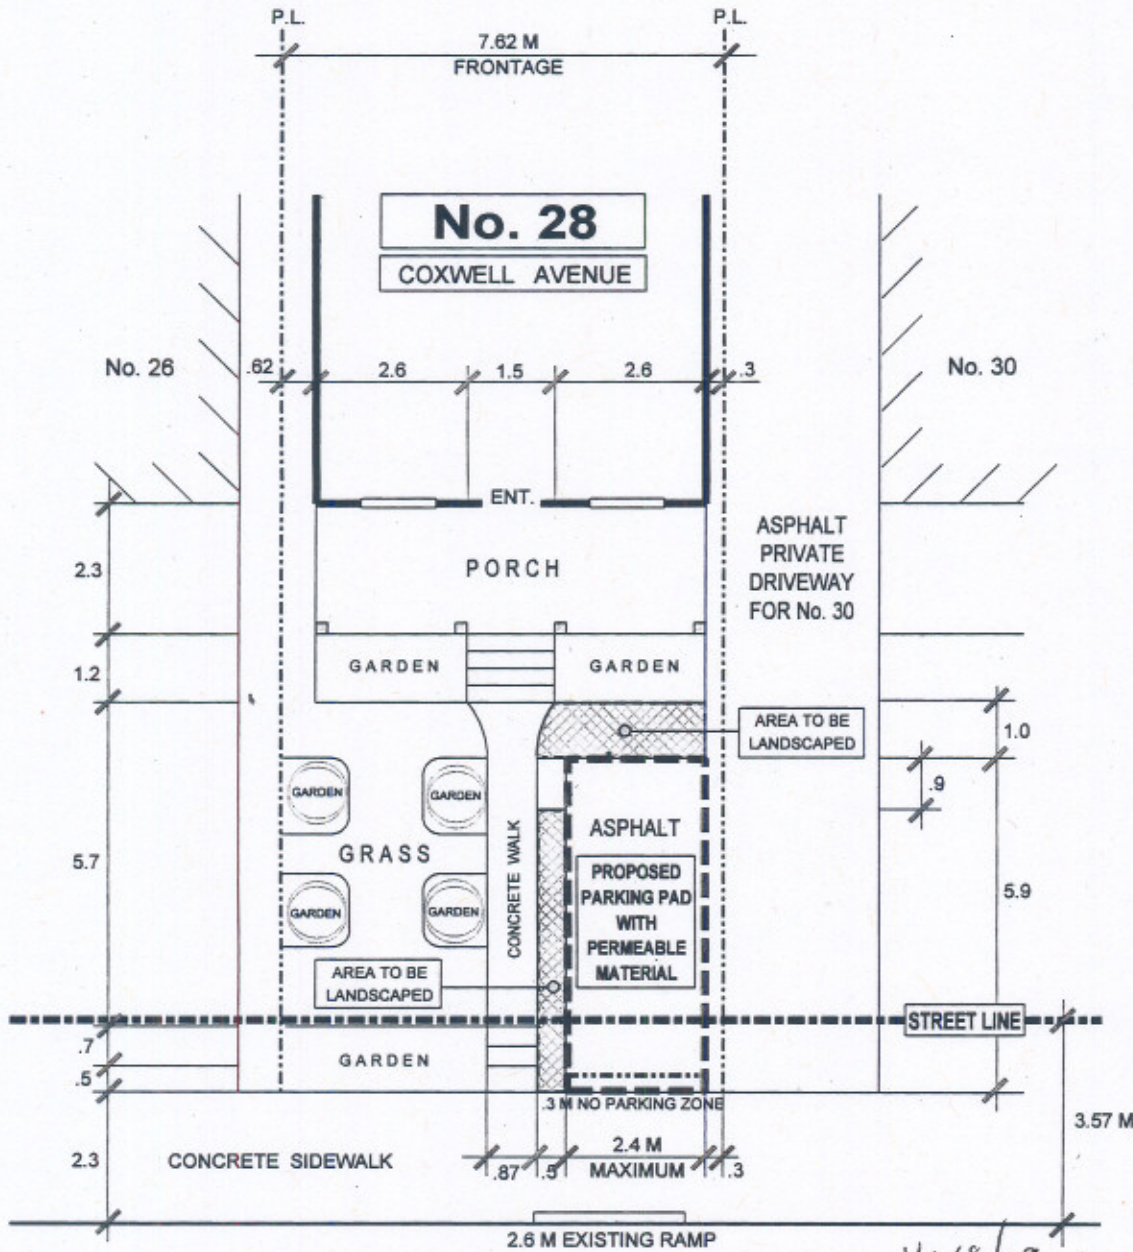 P.L.
P.L.
7.62 M
FRONTAGE
No. 28
COXWELL AVENUE
No. 26
.62
2.6
1.5
2.6
.3
No. 30
ENT.
PORCH
ASPHALT
PRIVATE
DRIVEWAY
FOR No. 30
2.3
1.2
GARDEN
GARDEN
AREA TO BE
LANDSCAPED
1.0
.9
GARDEN
GARDEN
GRASS
CONCRETE WALK
ASPHALT
PROPOSED
PARKING PAD
WITH
PERMEABLE
MATERIAL
5.7
5.9
GARDEN
GARDEN
AREA TO BE
LANDSCAPED
STREET LINE
.7
GARDEN
.5
.3 M NO PARKING ZONE
3.57 M
2.3
CONCRETE SIDEWALK
.87
.5
2.4 M
MAXIMUM
.3
2.6 M EXISTING RAMP